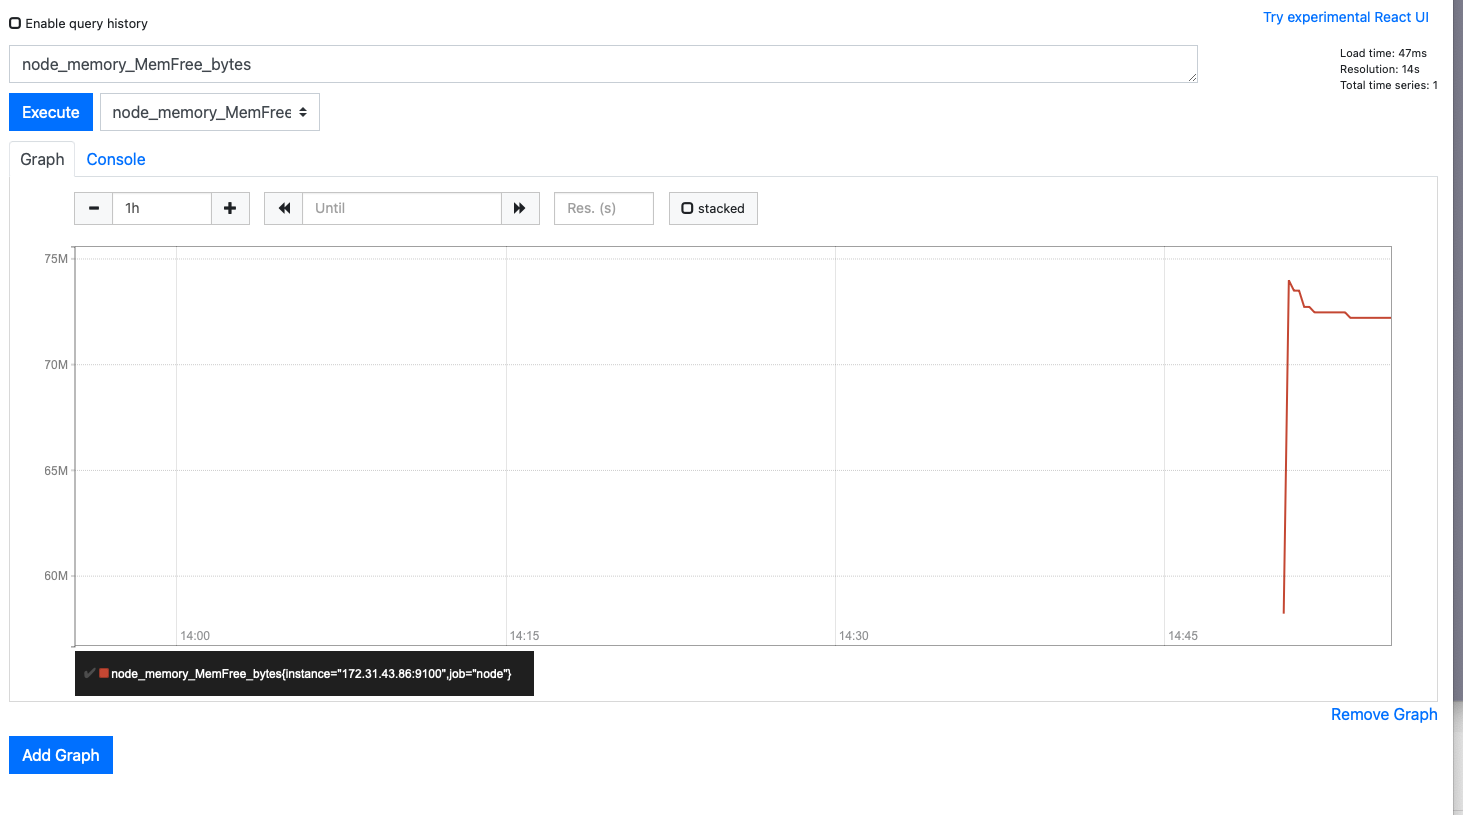 Enable query history
Try experimental React UI
node_memory_MemFree_bytes
Load time: 47ms
Resolution: 14s
Total time series: 1
Execute
node_memory_MemFree
Graph
Console
1h
Until
Res. (s)
stacked
75M
70M
65M
60M
14:00
14:15
14:30
14:45
node_memory_MemFree_bytes{instance="172.31.43.86:9100",job="node"}
Remove Graph
Add Graph